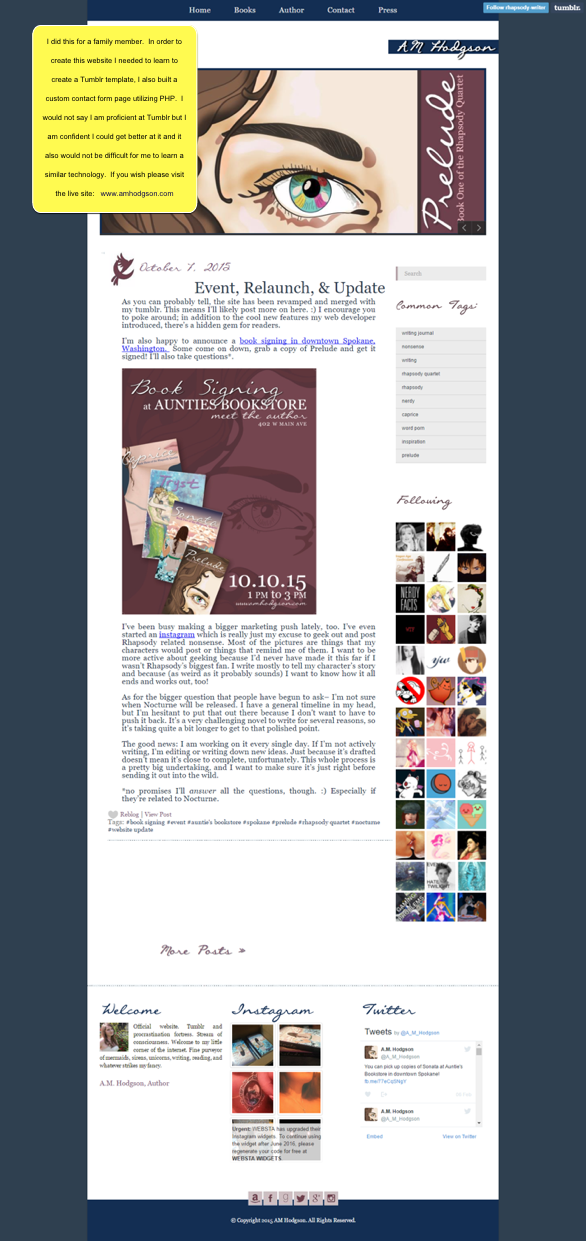 Home Books Author Contact Press
Follow rhapsody-writer tumblr.
I did this for a family member. In order to
create this website I needed to learn to
create a Tumblr template, I also built a
custom contact form page utilizing PHP. I
would not say I am proficient at Tumblr but I
am confident I could get better at it and it
also would not be difficult for me to learn a
similar technology. If you wish please visit
the live site: www.amhodgson.com
AM Hodgson
Prelude
Book One of the Rhapsody Quartet
October 7, 2015
Event, Relaunch, & Update
As you can probably tell, the site has been revamped and merged with
my tumblr. This means I'll likely post more on here. :) I encourage you
to poke around; in addition to the cool new features my web developer
introduced, there's a hidden gem for readers.
I'm also happy to announce a book signing in downtown Spokane,
Washington. Some come on down, grab a copy of Prelude and get it
signed! I'll also take questions*.
Book Signing
at AUNTIES BOOKSTORE
meet the author
402 W MAIN AVE
Caprice
Tryst
Sonata
Prelude
10.10.15
1 PM TO 3 PM
www.amhodgson.com
I've been busy making a bigger marketing push lately, too. I've even
started an instagram which is really just my excuse to geek out and post
Rhapsody related nonsense. Most of the pictures are things that my
characters would post or things that remind me of them. I want to be
more active about geeking because I'd never have made it this far if I
wasn't Rhapsody's biggest fan. I write mostly to tell my character's story
and because (as weird as it probably sounds) I want to know how it all
ends and works out, too!
As for the bigger question that people have begun to ask– I'm not sure
when Nocturne will be released. I have a general timeline in my head,
but I'm hesitant to put that out there because I don't want to have to
push it back. It's a very challenging novel to write for several reasons, so
it's taking quite a bit longer to get to that polished point.
The good news: I am working on it every single day. If I'm not actively
writing, I'm editing or writing down new ideas. Just because it's drafted
doesn't mean it's close to complete, unfortunately. This whole process is
a pretty big undertaking, and I want to make sure it's just right before
sending it out into the wild.
*no promises I'll answer all the questions, though. :) Especially if
they're related to Nocturne.
Reblog | View Post
Tags: #book signing #event #auntie's bookstore #spokane #prelude #rhapsody quartet #nocturne
#website update
More Posts »
Search
Common Tags:
writing journal
nonsense
writing
rhapsody quartet
rhapsody
nerdy
caprice
word porn
inspiration
prelude
Following
NERDY
FACTS
Welcome
Official website. Tumblr and
procrastination fortress. Stream of
consciousness. Welcome to my little
corner of the internet. Fine purveyor
of mermaids, sirens, unicorns, writing, reading, and
whatever strikes my fancy.
A.M. Hodgson, Author
Instagram
Urgent: WEBSTA has upgraded their
Instagram widgets. To continue using
the widget after June 2016, please
regenerate your code for free at
WEBSTA WIDGETS.
Twitter
Tweets by @A_M_Hodgson
A.M. Hodgson
@A_M_Hodgson
You can pick up copies of Sonata at Auntie's
Bookstore in downtown Spokane!
A.M. Hodgson
@A_M_Hodgson
Embed View on Twitter
© Copyright 2015 AM Hodgson. All Rights Reserved.